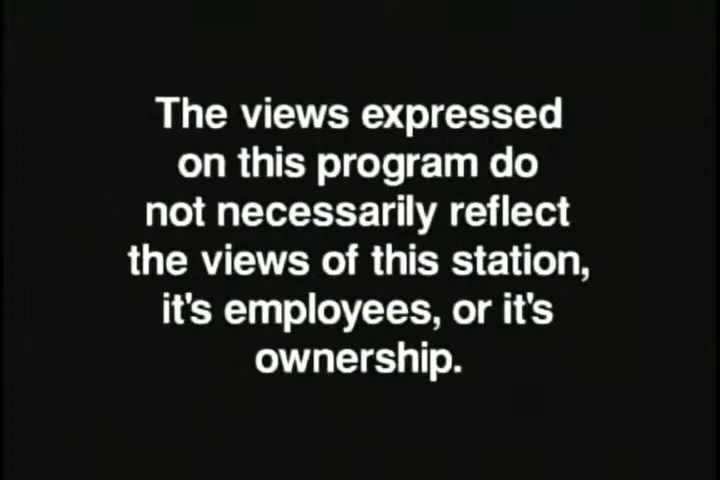 The views expressed
on this program do
not necessarily reflect
the views of this station,
it's employees, or it's
ownership.